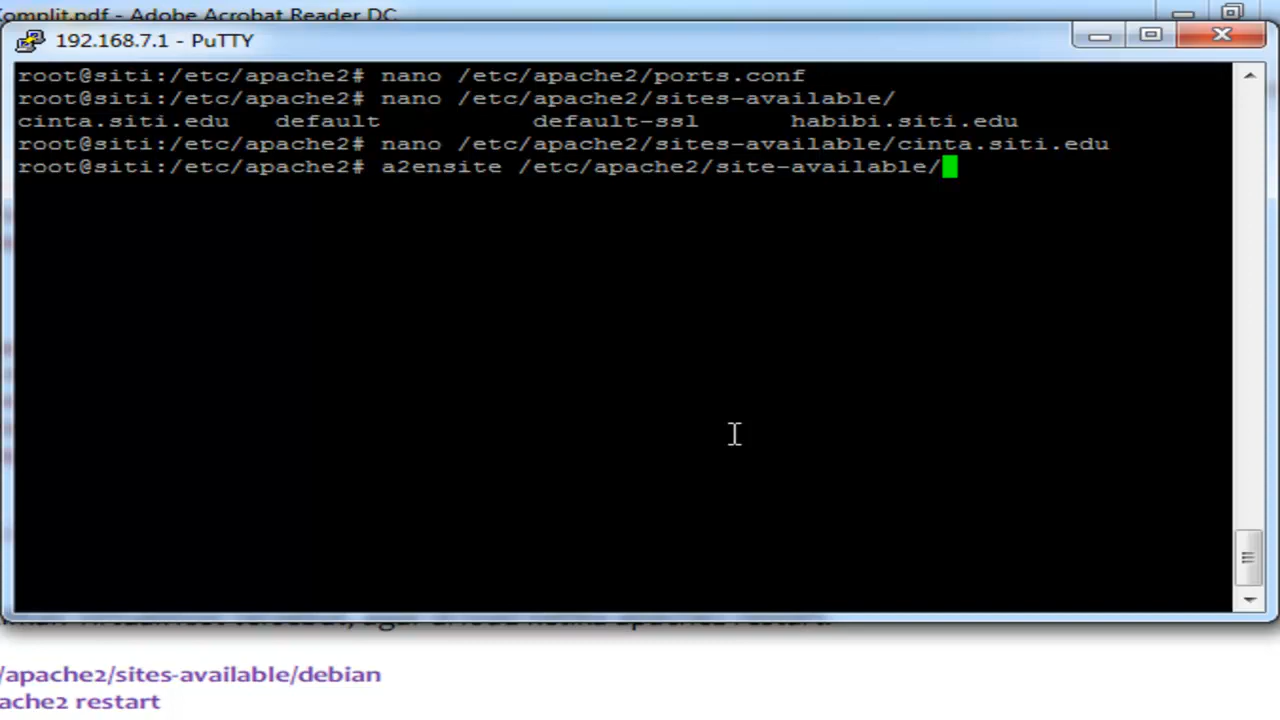 Komplit.pdf - Adobe Acrobat Reader DC
192.168.7.1 - PuTTY
root@siti:/etc/apache2# nano /etc/apache2/ports.conf
root@siti:/etc/apache2# nano /etc/apache2/sites-available/
cinta.siti.edu default default-ssl habibi.siti.edu
root@siti:/etc/apache2# nano /etc/apache2/sites-available/cinta.siti.edu
root@siti:/etc/apache2# a2ensite /etc/apache2/site-available/
/apache2/sites-available/debian
ache2 restart